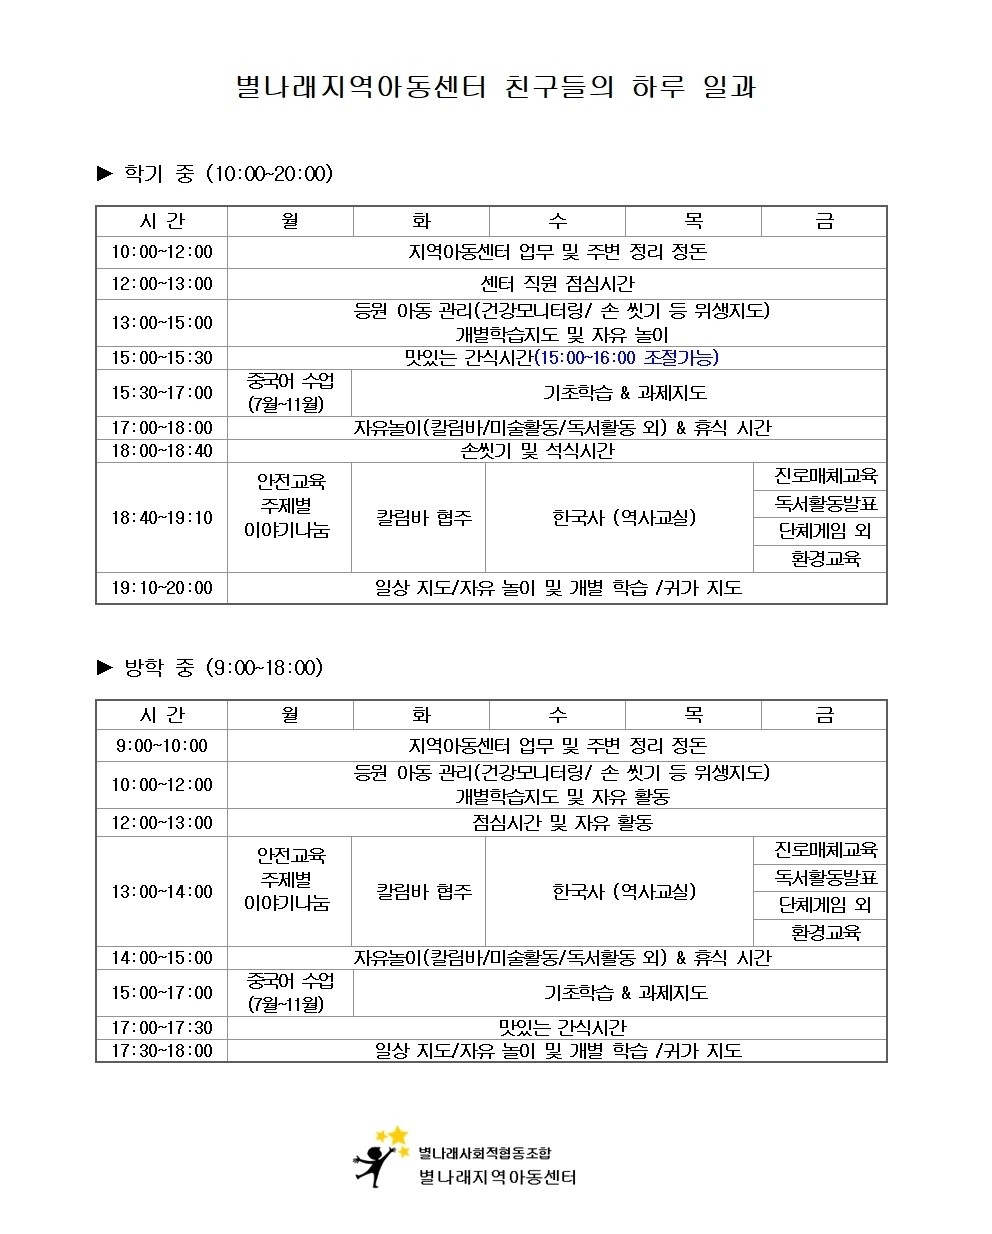 별나래지역아동센터 친구들의 하루 일과
▶ 학기 중 (10:00~20:00)
시 간 월 화 수 목 금
10:00~12:00 지역아동센터 업무 및 주변 정리 정돈
12:00~13:00 센터 직원 점심시간
13:00~15:00 등원 아동 관리(건강모니터링/ 손 씻기 등 위생지도)
개별학습지도 및 자유 놀이
15:00~15:30 맛있는 간식시간(15:00~16:00 조절가능)
15:30~17:00 중국어 수업 기초학습 & 과제지도
(7월~11월)
17:00~18:00 자유놀이(칼림바/미술활동/독서활동 외) & 휴식 시간
18:00~18:40 손씻기 및 석식시간
18:40~19:10 안전교육 칼림바 협주 한국사 (역사교실) 진로매체교육
주제별 독서활동발표
이야기나눔 단체게임 외
환경교육
19:10~20:00 일상 지도/자유 놀이 및 개별 학습 /귀가 지도
▶ 방학 중 (9:00~18:00)
시 간 월 화 수 목 금
9:00~10:00 지역아동센터 업무 및 주변 정리 정돈
10:00~12:00 등원 아동 관리(건강모니터링/ 손 씻기 등 위생지도)
개별학습지도 및 자유 활동
12:00~13:00 점심시간 및 자유 활동
13:00~14:00 안전교육 칼림바 협주 한국사 (역사교실) 진로매체교육
주제별 독서활동발표
이야기나눔 단체게임 외
환경교육
14:00~15:00 자유놀이(칼림바/미술활동/독서활동 외) & 휴식 시간
15:00~17:00 중국어 수업 기초학습 & 과제지도
(7월~11월)
17:00~17:30 맛있는 간식시간
17:30~18:00 일상 지도/자유 놀이 및 개별 학습 /귀가 지도
별나래사회적협동조합
별나래지역아동센터